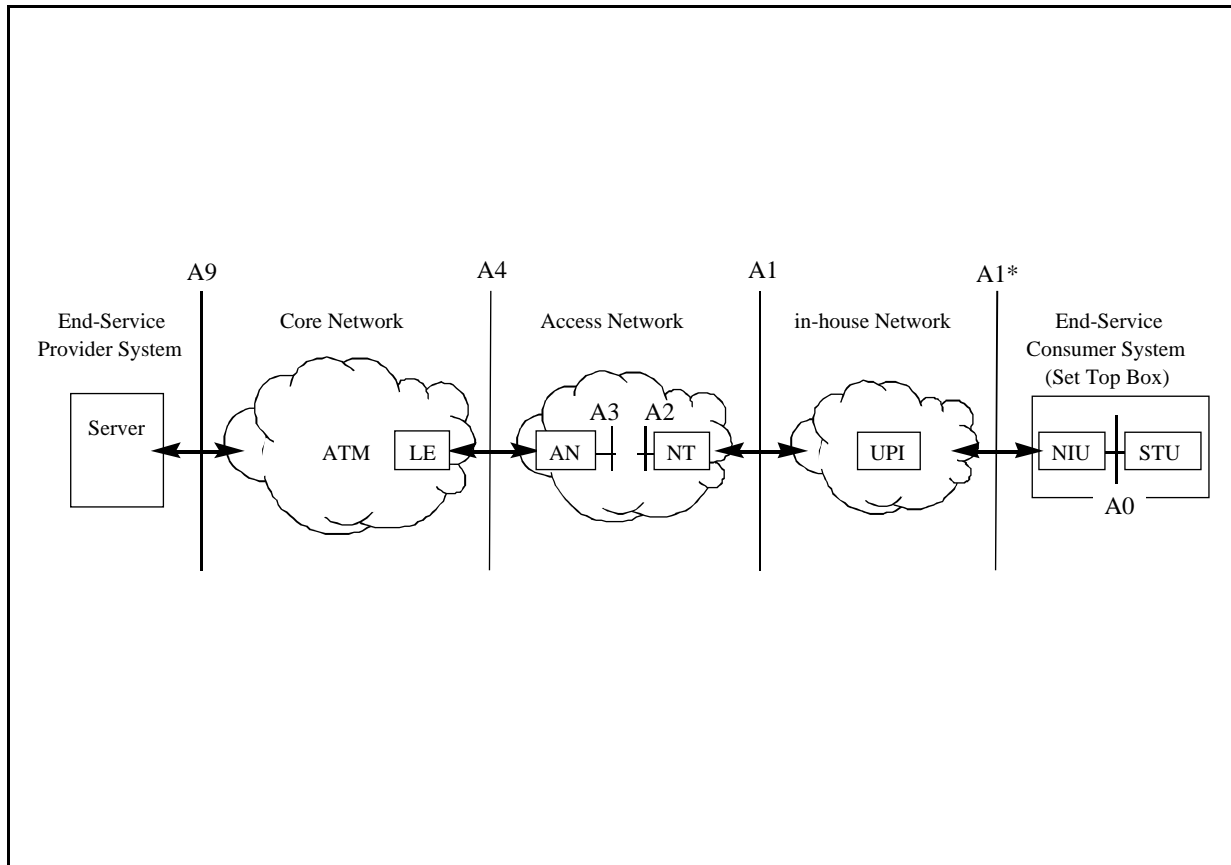 A9
A4
A1
A1*
End-Service
Provider System
Core Network
Access Network
in-house Network
End-Service
Consumer System
(Set Top Box)
Server
ATM
LE
AN
A3
A2
NT
UPI
NIU
STU
A0